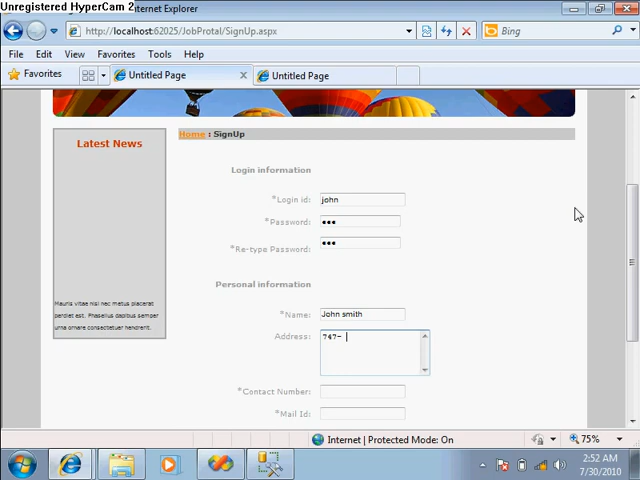 Unregistered HyperCam 2
Internet Explorer
http://localhost:62025/JobProtal/SignUp.aspx
Bing
File Edit View Favorites Tools Help
Favorites
Untitled Page
Untitled Page
Home : SignUp
Latest News
Mauris vitae nisl nec metus placerat
perdiet est. Phasellus dapibus semper
urna ornare consectetuer hendrerit.
Login information
*Login id: john
*Password: •••
*Re-type Password: •••
Personal information
*Name: John smith
Address: 747-
*Contact Number:
*Mail Id:
Internet | Protected Mode: On
75%
2:52 AM
7/30/2010